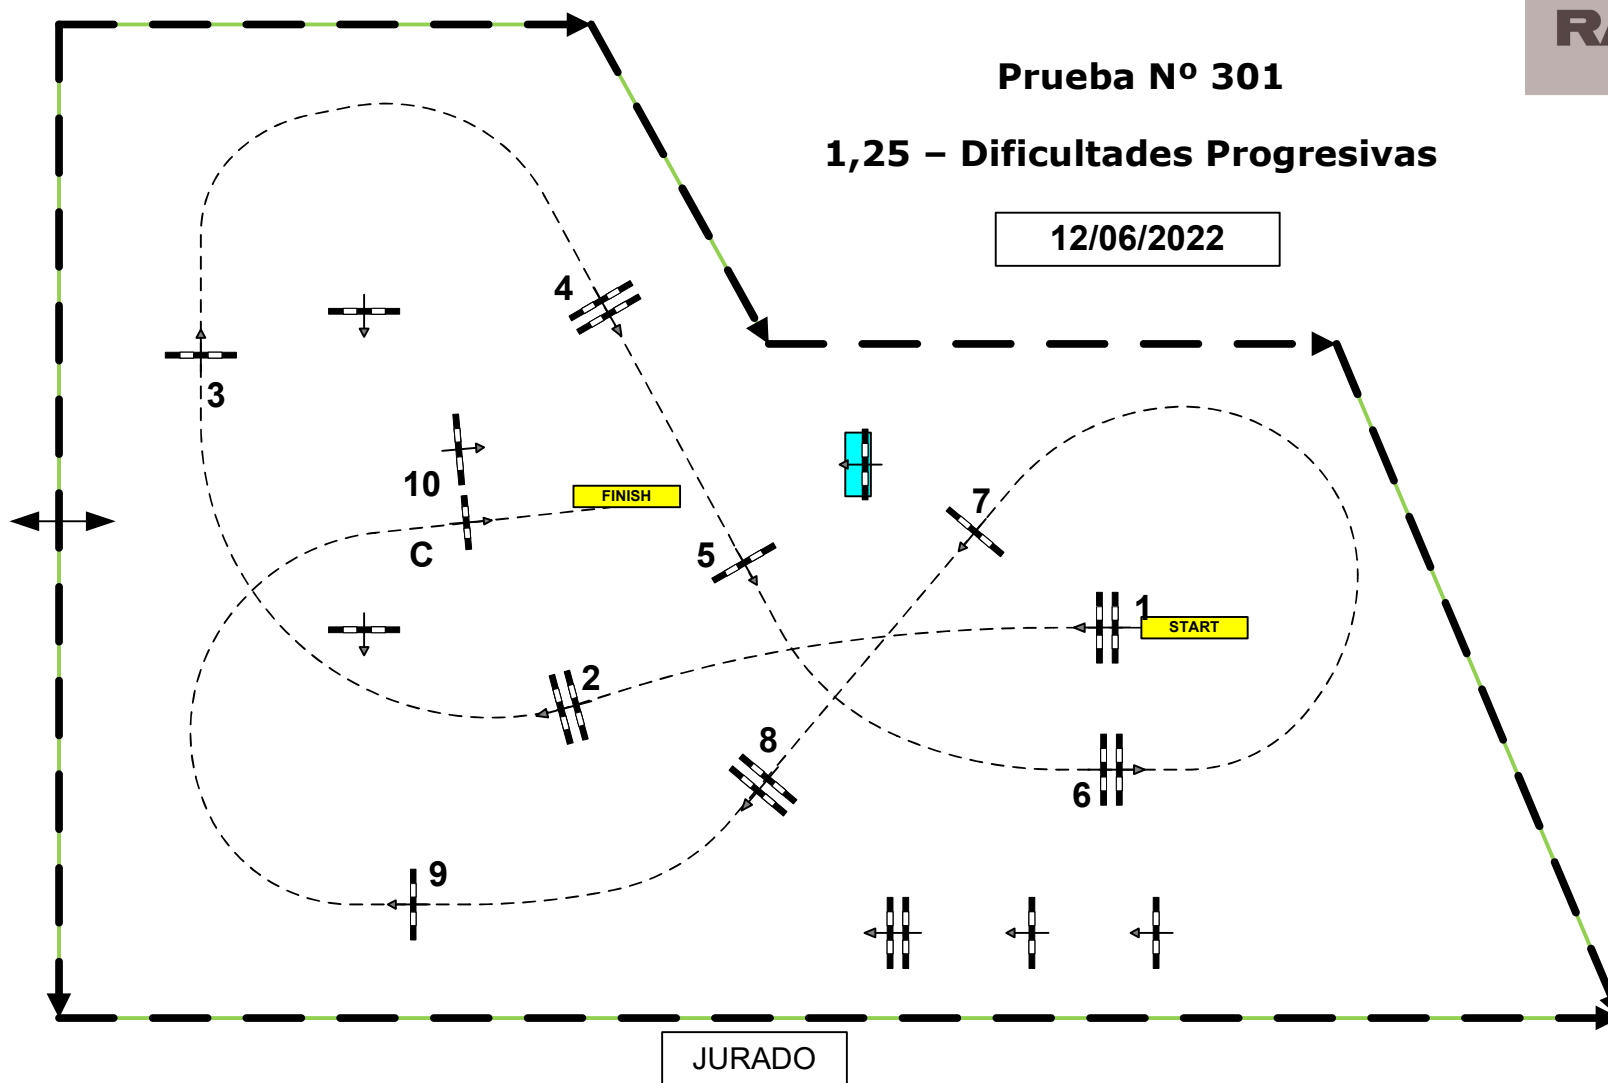 RA
Prueba Nº 301
1,25 – Dificultades Progresivas
12/06/2022
4
3
10
FINISH
C
5
7
1
START
2
8
6
9
JURADO